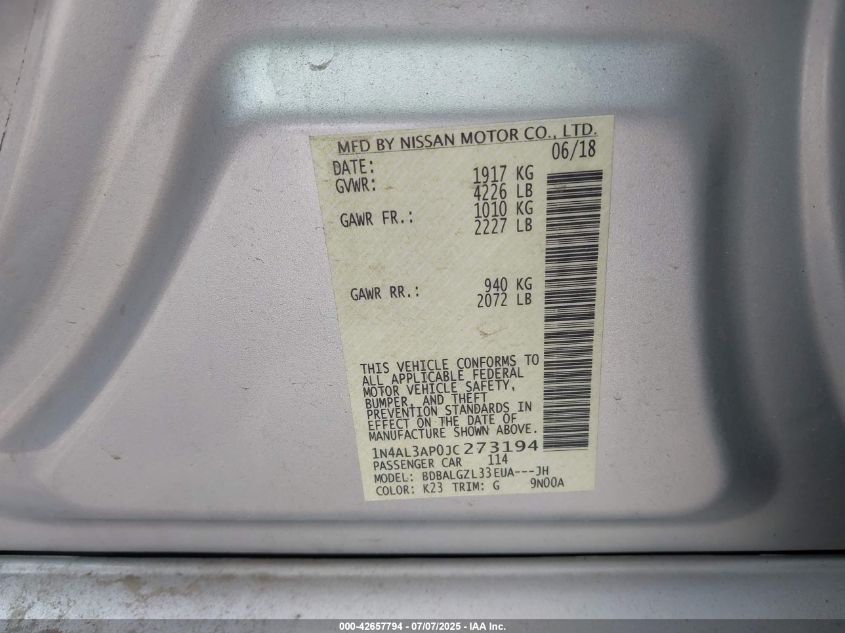 MFD BY NISSAN MOTOR CO., LTD.
DATE: 06/18
GVWR: 1917 KG
4226 LB
GAWR FR.: 1010 KG
2227 LB
GAWR RR.: 940 KG
2072 LB
THIS VEHICLE CONFORMS TO
ALL APPLICABLE FEDERAL
MOTOR VEHICLE SAFETY,
BUMPER, AND THEFT
PREVENTION STANDARDS IN
EFFECT ON THE DATE OF
MANUFACTURE SHOWN ABOVE.
1N4AL3AP0JC273194
PASSENGER CAR 114
MODEL: BDBALGZL33EUA---JH
COLOR: K23 TRIM: G 9N00A
000-42657794 - 07/07/2025 - IAA Inc.